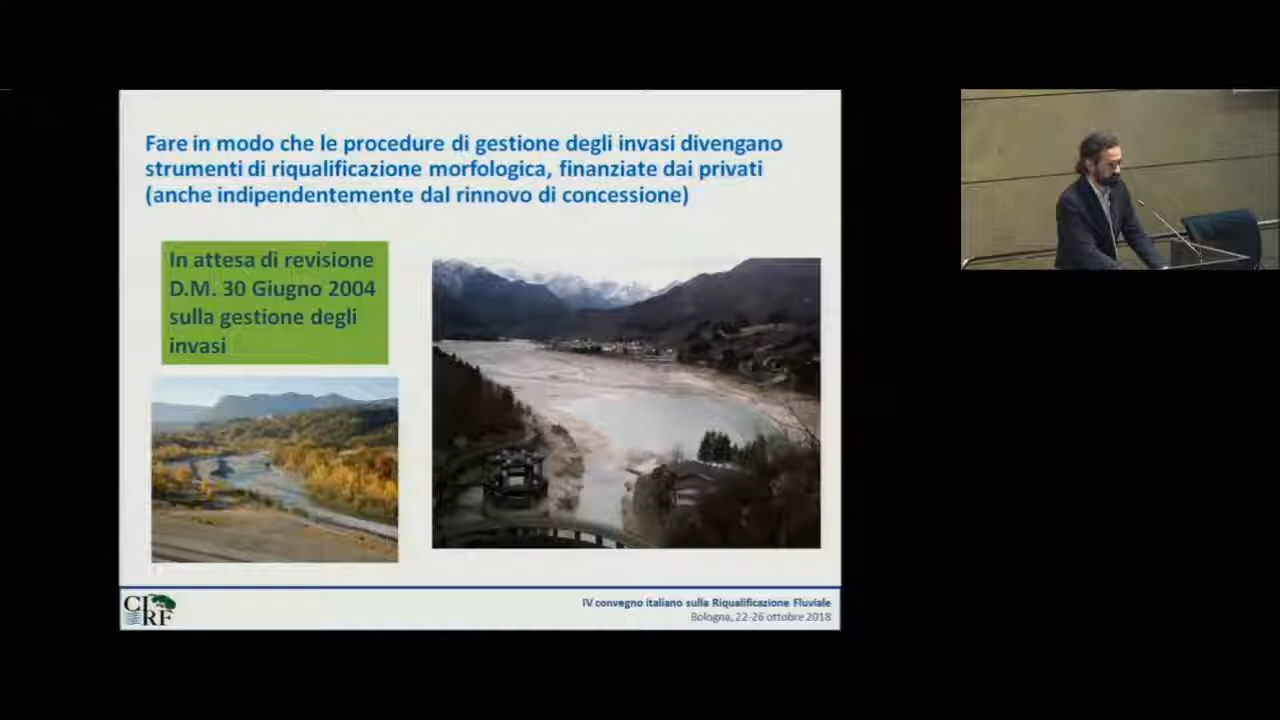 Fare in modo che le procedure di gestione degli invasi divengano
strumenti di riqualificazione morfologica, finanziate dai privati
(anche indipendentemente dal rinnovo di concessione)
In attesa di revisione
D.M. 30 Giugno 2004
sulla gestione degli
invasi
CIRF
IV convegno italiano sulla Riqualificazione Fluviale
Bologna, 22-26 ottobre 2018